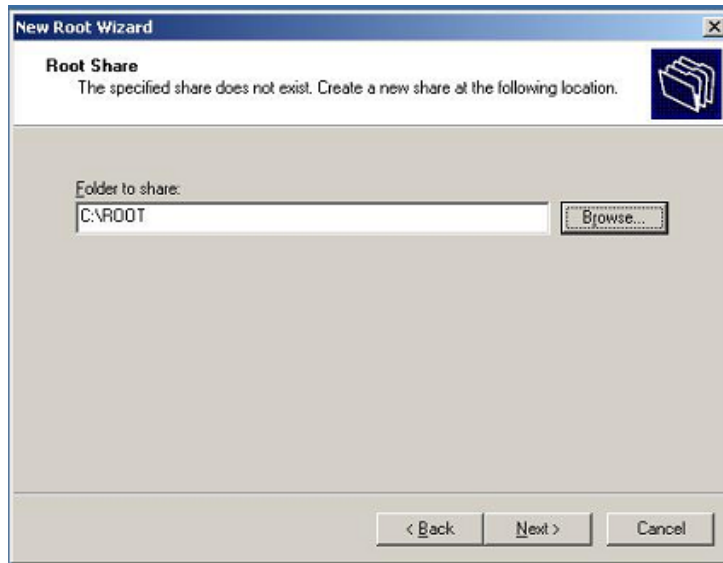 New Root Wizard
Root Share
The specified share does not exist. Create a new share at the following location.
Folder to share:
C:\ROOT
Browse...
< Back
Next >
Cancel